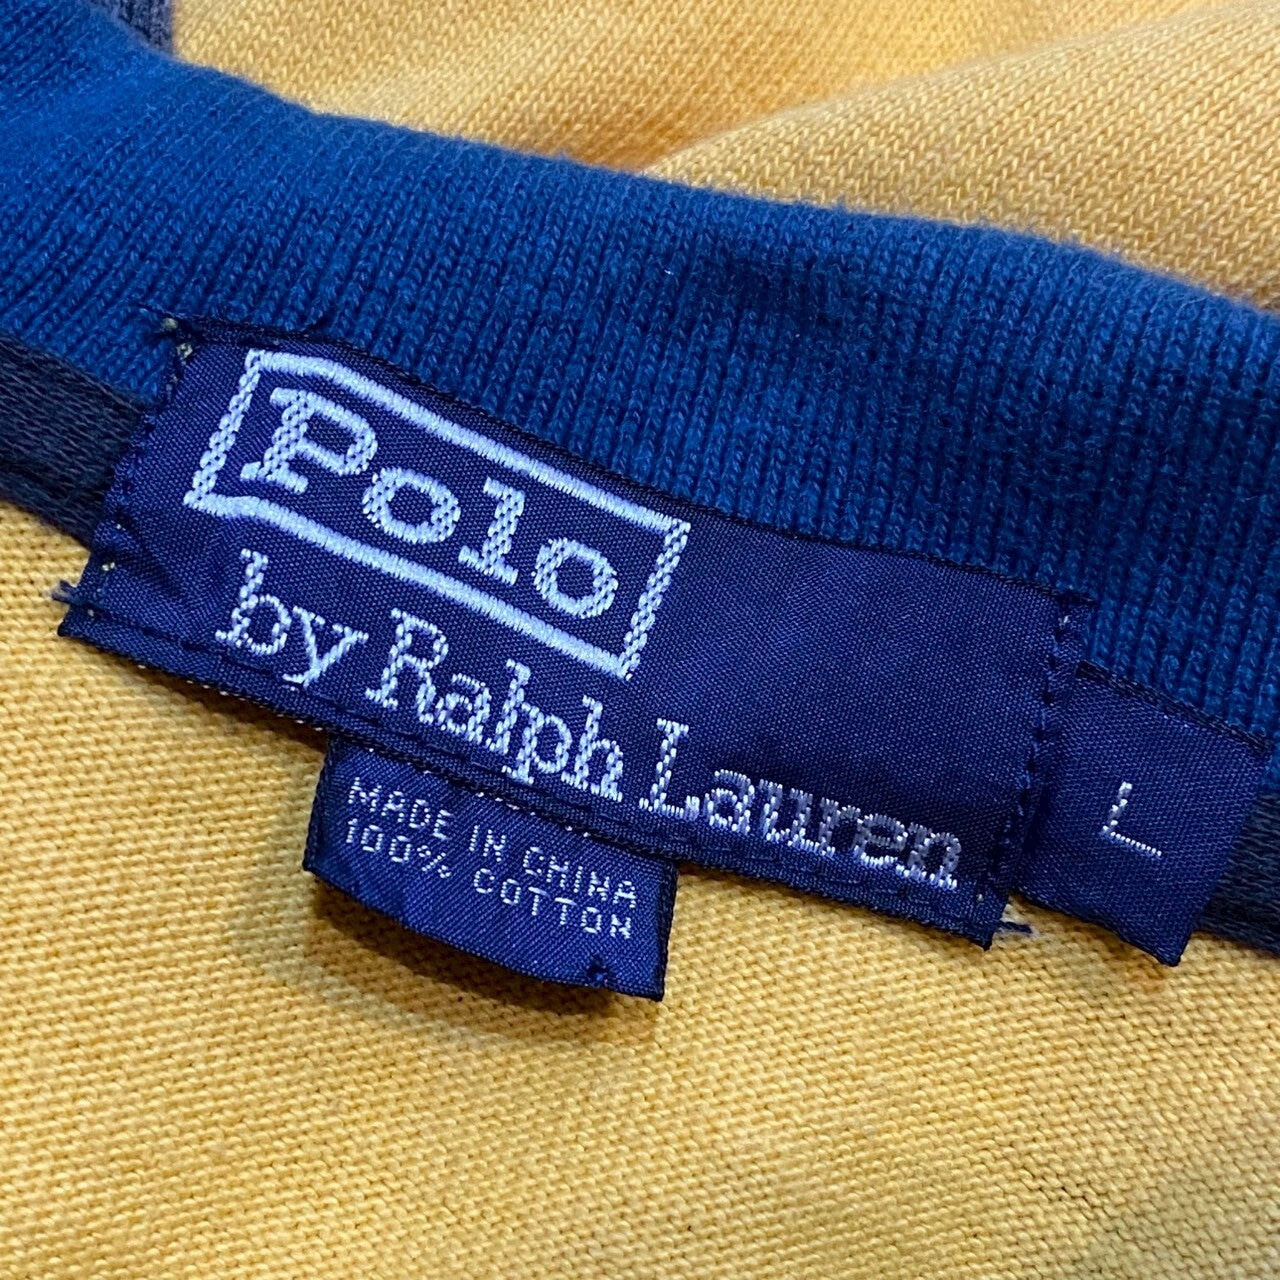 Polo
by Ralph Lauren
L
MADE IN CHINA
100% COTTON